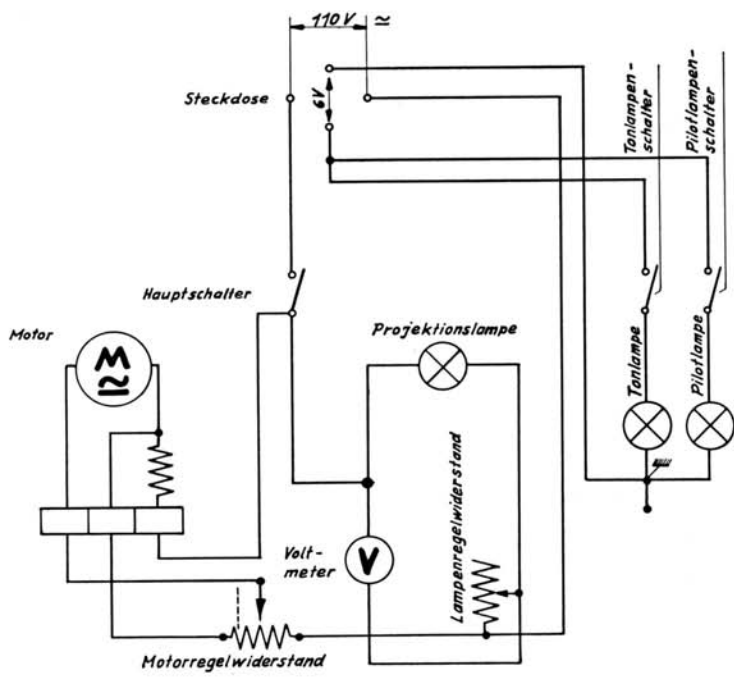 110 V ≃
Steckdose
6V
Tonlampen-
schalter
Pilotlampen-
schalter
Hauptschalter
Motor
M
≃
Projektionslampe
Tonlampe
Pilotlampe
Volt-
meter
V
Lampenregelwiderstand
Motorregelwiderstand